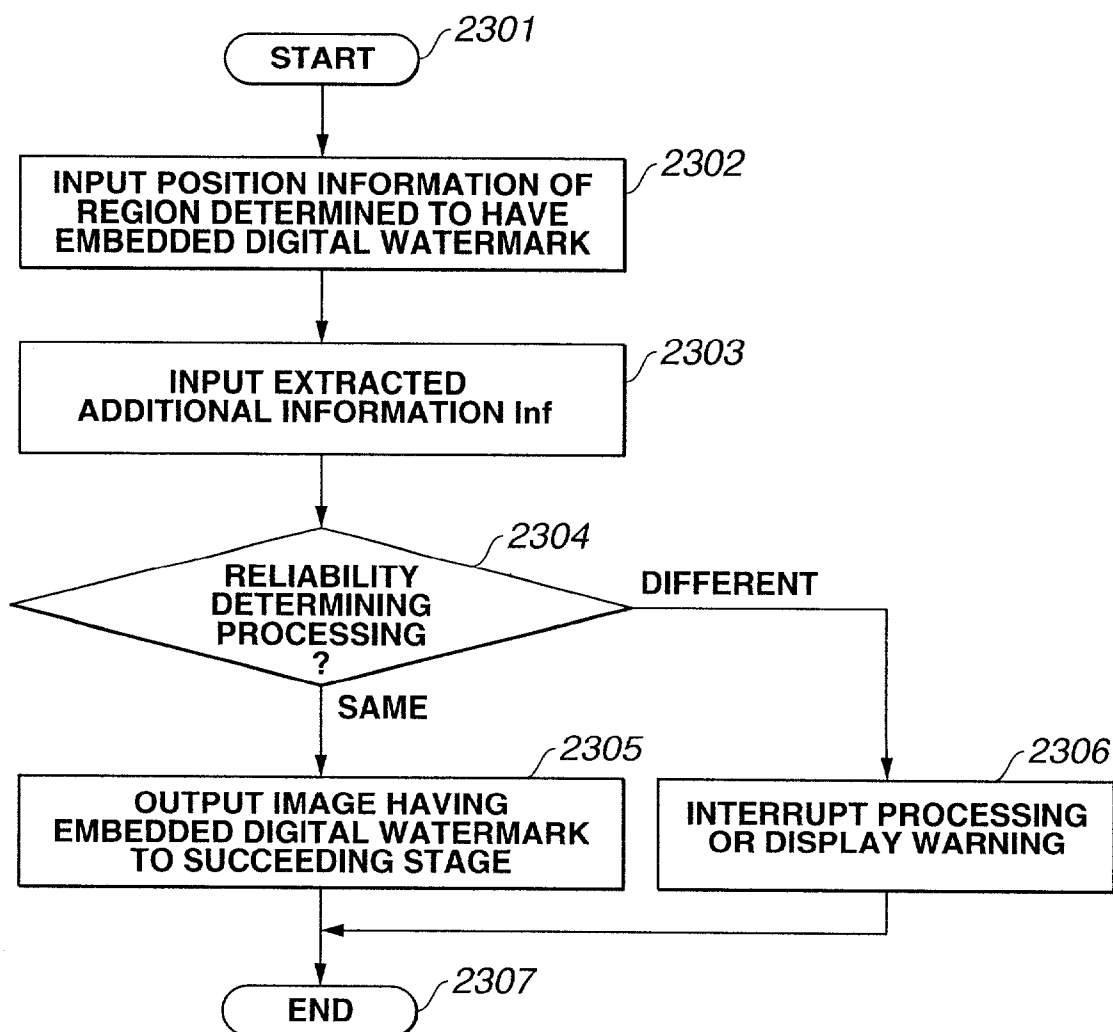 START
2301
INPUT POSITION INFORMATION OF
REGION DETERMINED TO HAVE
EMBEDDED DIGITAL WATERMARK
2302
INPUT EXTRACTED
ADDITIONAL INFORMATION Inf
2303
RELIABILITY
DETERMINING
PROCESSING
?
2304
DIFFERENT
SAME
OUTPUT IMAGE HAVING
EMBEDDED DIGITAL WATERMARK
TO SUCCEEDING STAGE
2305
INTERRUPT PROCESSING
OR DISPLAY WARNING
2306
END
2307